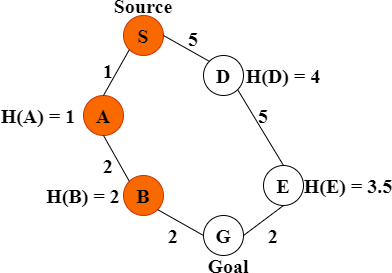 Source
S
5
D
H(D) = 4
1
H(A) = 1
A
5
2
H(B) = 2
B
E
H(E) = 3.5
2
G
2
Goal